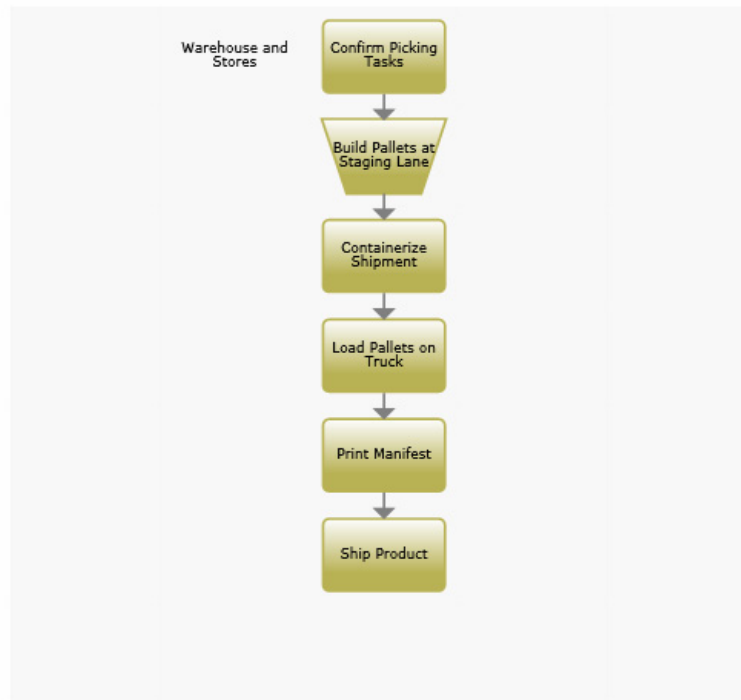 Warehouse and
Stores
Confirm Picking
Tasks
Build Pallets at
Staging Lane
Containerize
Shipment
Load Pallets on
Truck
Print Manifest
Ship Product